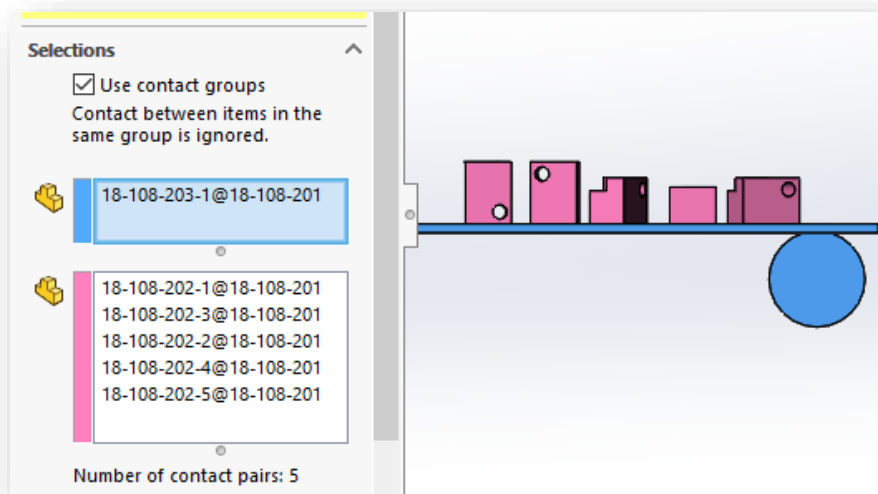 Selections
Use contact groups
Contact between items in the
same group is ignored.
18-108-203-1@18-108-201
18-108-202-1@18-108-201
18-108-202-3@18-108-201
18-108-202-2@18-108-201
18-108-202-4@18-108-201
18-108-202-5@18-108-201
Number of contact pairs: 5